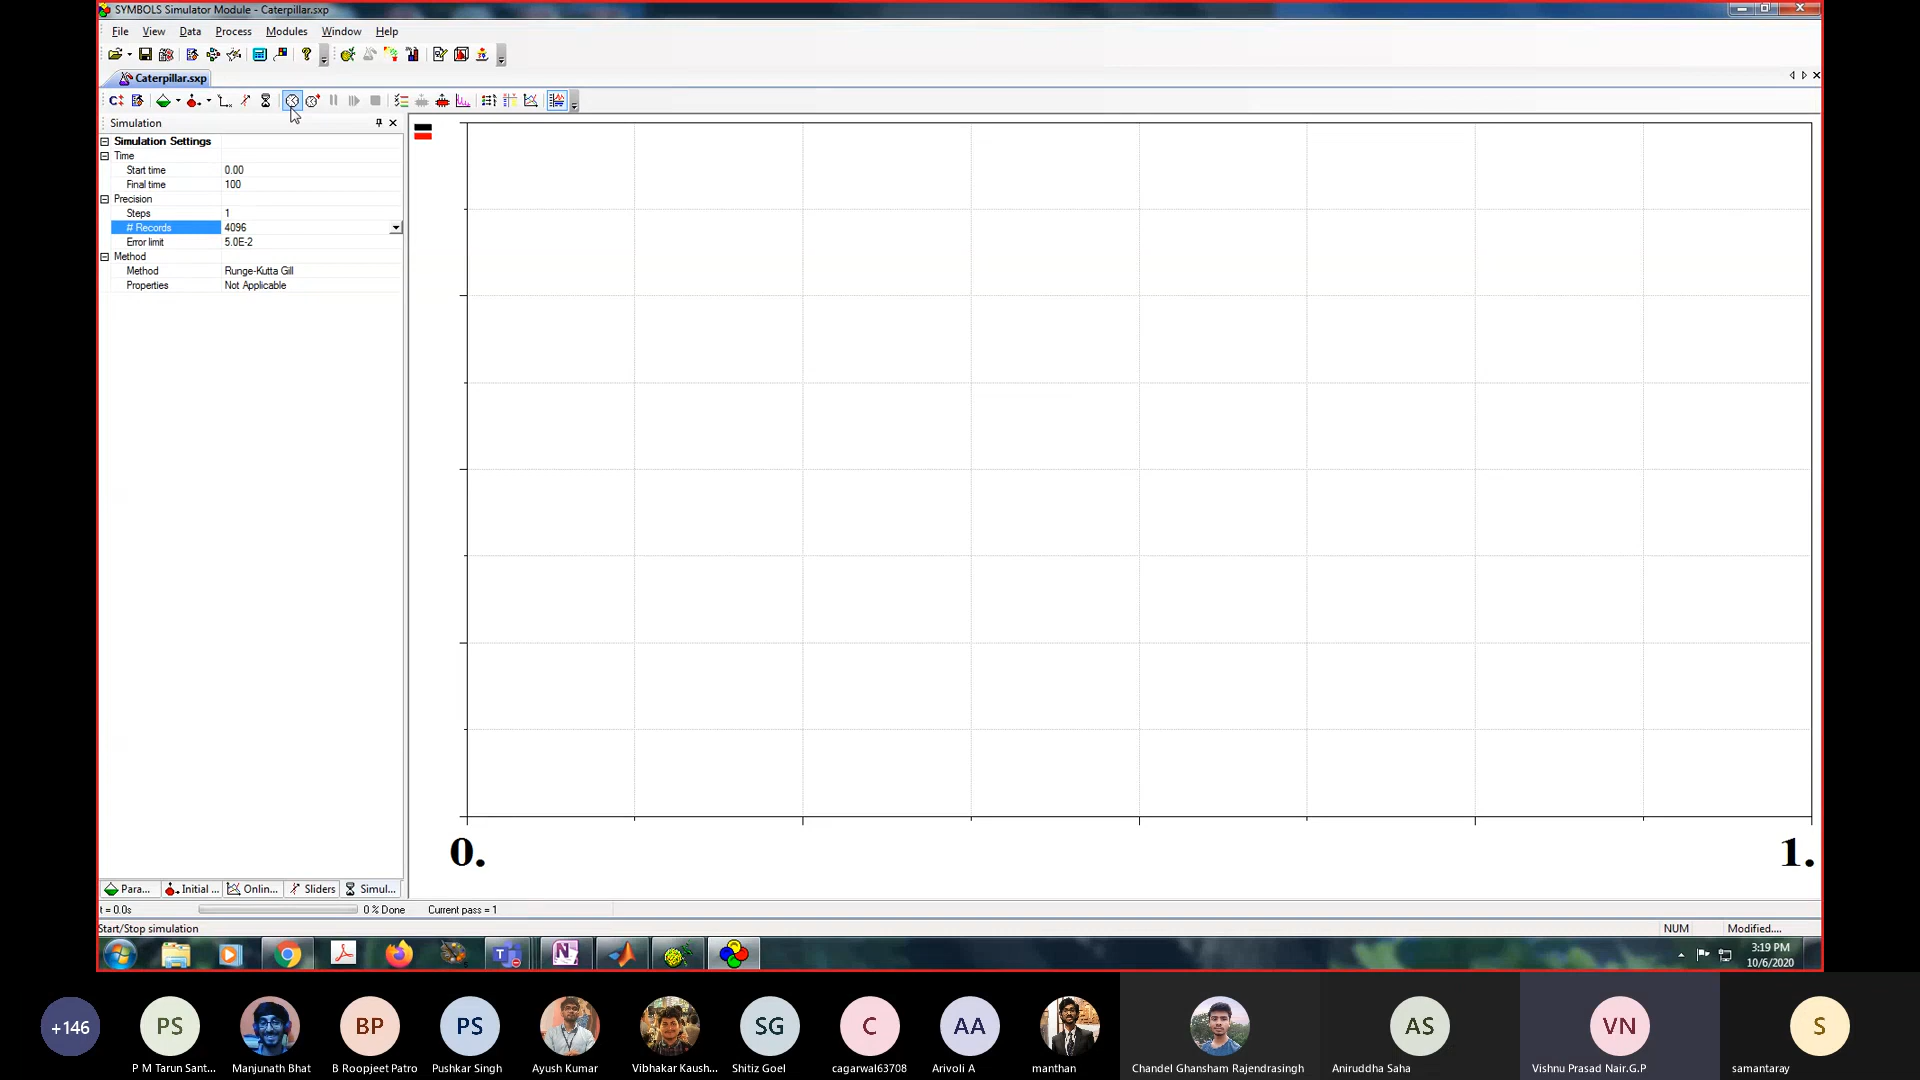 SYMBOLS Simulator Module - Caterpillar.sxp
File View Data Process Modules Window Help
Caterpillar.sxp
Simulation
Simulation Settings
Time
Start time 0.00
Final time 100
Precision
Steps 1
# Records 4096
Error limit 5.0E-2
Method
Method Runge-Kutta Gill
Properties Not Applicable
0. 1.
Para... Initial ... Onlin... Sliders Simul...
t = 0.0s 0 % Done Current pass = 1
Start/Stop simulation NUM Modified....
3:19 PM
10/6/2020
+146 PS BP PS SG C AA AS VN S
P M Tarun Sant... Manjunath Bhat B Roopjeet Patro Pushkar Singh Ayush Kumar Vibhakar Kaush... Shitiz Goel cagarwal63708 Arivoli A manthan Chandel Ghansham Rajendrasingh Aniruddha Saha Vishnu Prasad Nair.G.P samantaray